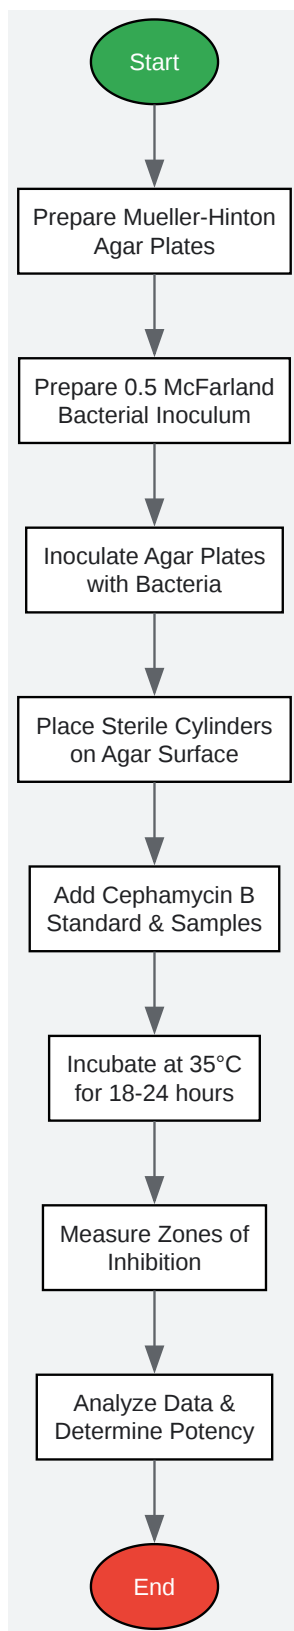 Start
Prepare Mueller-Hinton
Agar Plates
Prepare 0.5 McFarland
Bacterial Inoculum
Inoculate Agar Plates
with Bacteria
Place Sterile Cylinders
on Agar Surface
Add Cephamycin B
Standard & Samples
Incubate at 35°C
for 18-24 hours
Measure Zones of
Inhibition
Analyze Data &
Determine Potency
End